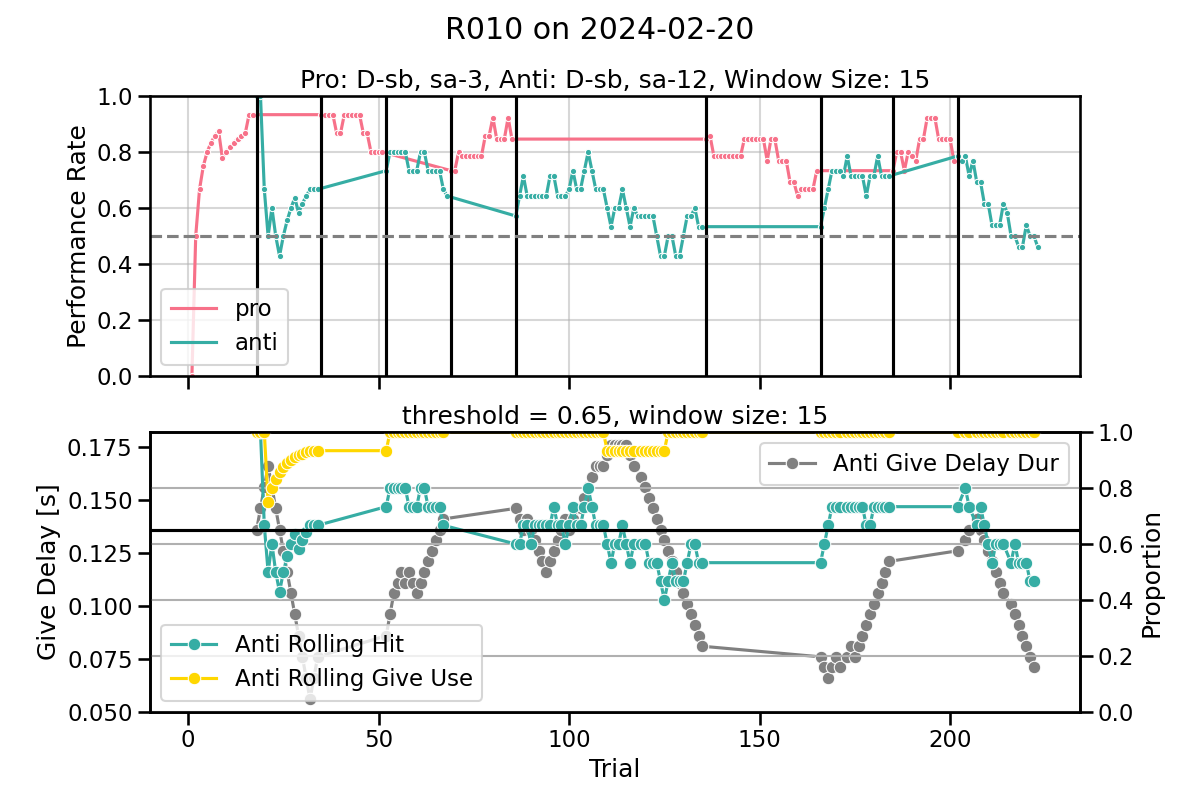 R010 on 2024-02-20
Pro: D-sb, sa-3, Anti: D-sb, sa-12, Window Size: 15
1.0
0.8
0.6
0.4
0.2
0.0
Performance Rate
pro
anti
threshold = 0.65, window size: 15
0.175
0.150
0.125
0.100
0.075
0.050
Give Delay [s]
Anti Give Delay Dur
Anti Rolling Hit
Anti Rolling Give Use
1.0
0.8
0.6
0.4
0.2
0.0
Proportion
0 50 100 150 200
Trial